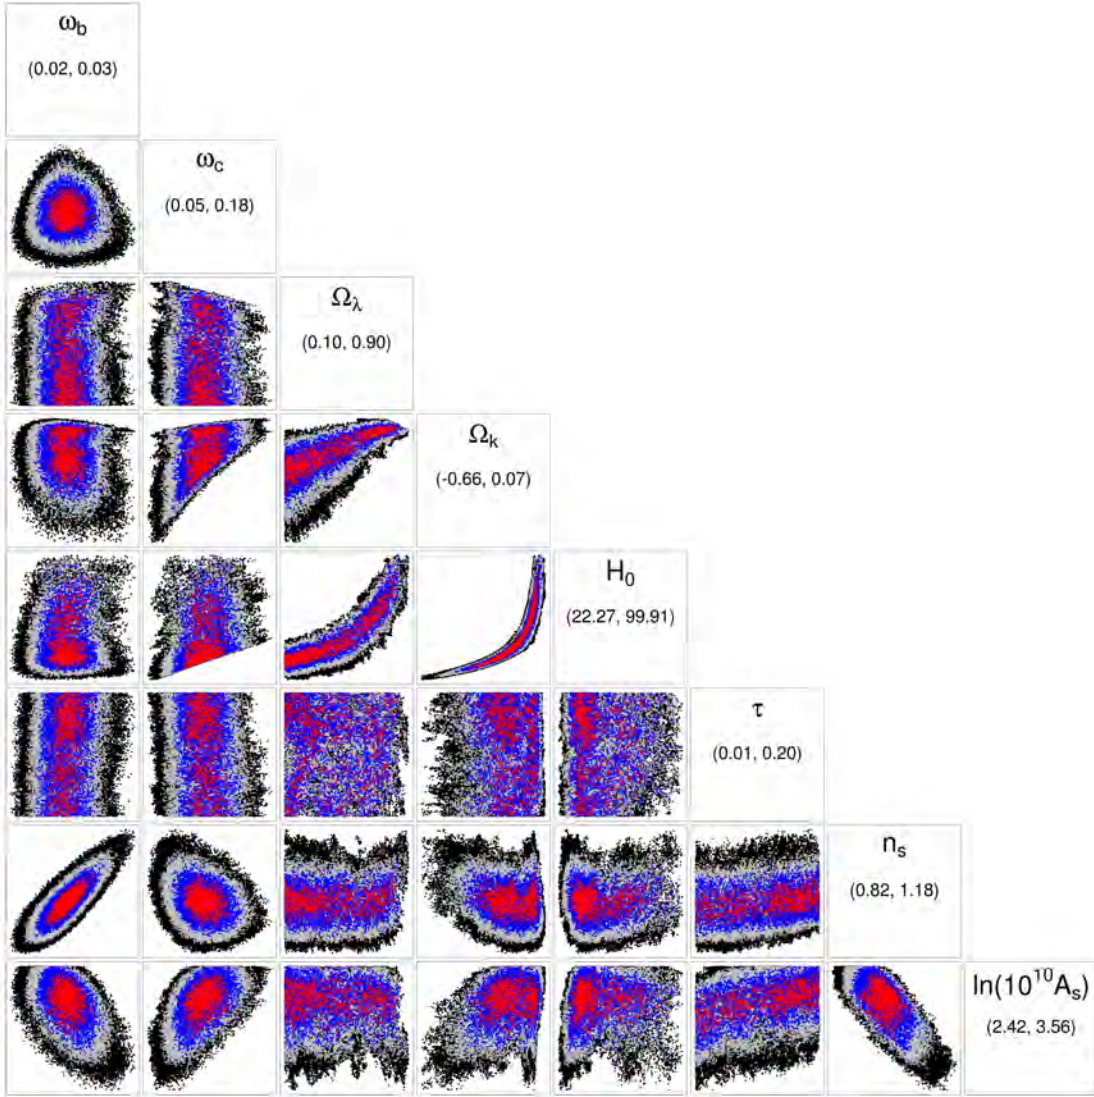 ω_b
(0.02, 0.03)
ω_c
(0.05, 0.18)
Ω_λ
(0.10, 0.90)
Ω_k
(-0.66, 0.07)
H_0
(22.27, 99.91)
τ
(0.01, 0.20)
n_s
(0.82, 1.18)
ln(10^10A_s)
(2.42, 3.56)